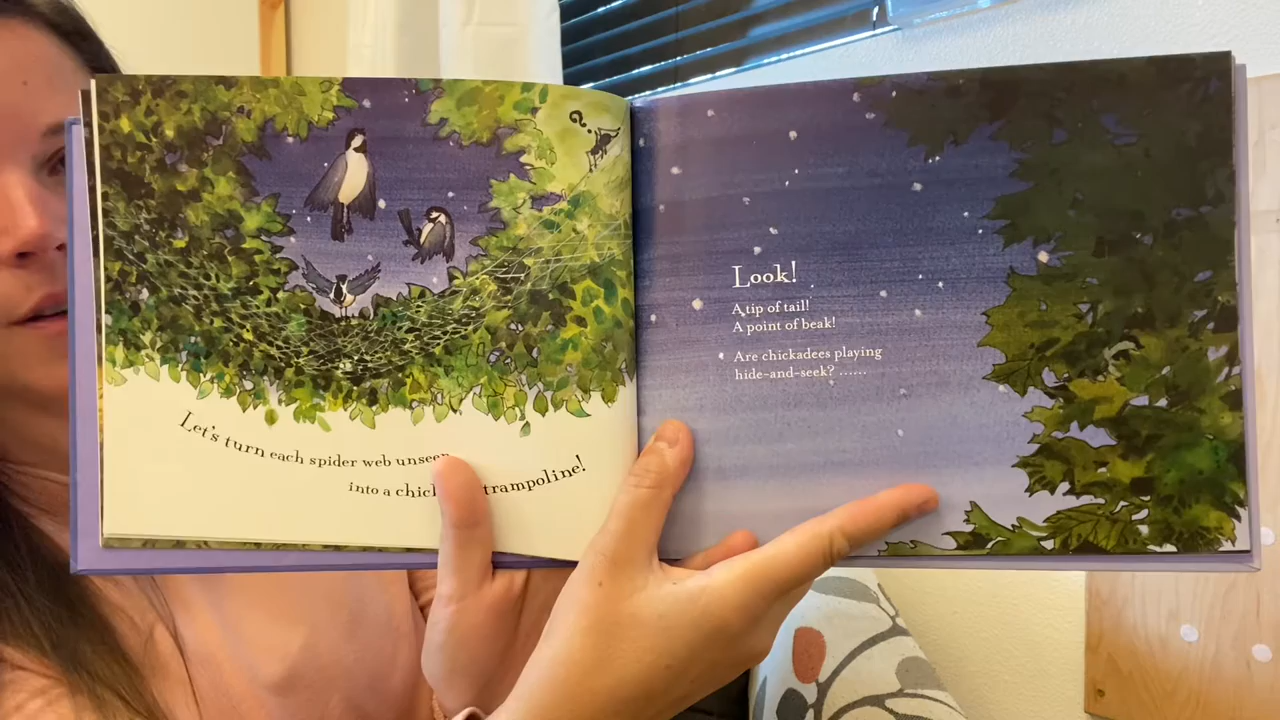 ?
Let's turn each spider web unseen
into a trampoline!
Look!
A tip of tail!
A point of beak!
Are chickadees playing
hide-and-seek? ......